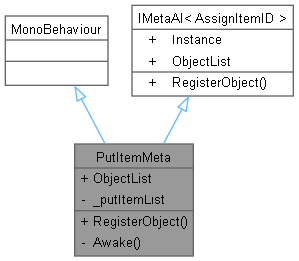 MonoBehaviour
IMetaAI< AssignItemID >
+ Instance
+ ObjectList
+ RegisterObject()
PutItemMeta
+ ObjectList
- _putItemList
+ RegisterObject()
- Awake()